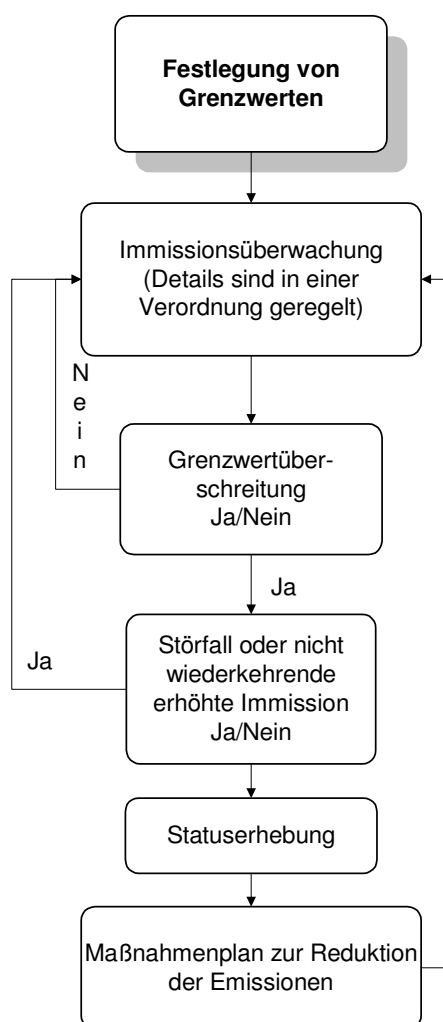 Festlegung von
Grenzwerten
Immissionsüberwachung
(Details sind in einer
Verordnung geregelt)
N
e
i
n
Grenzwertüber-
schreitung
Ja/Nein
Ja
Störfall oder nicht
wiederkehrende
erhöhte Immission
Ja/Nein
Ja
Statuserhebung
Maßnahmenplan zur Reduktion
der Emissionen